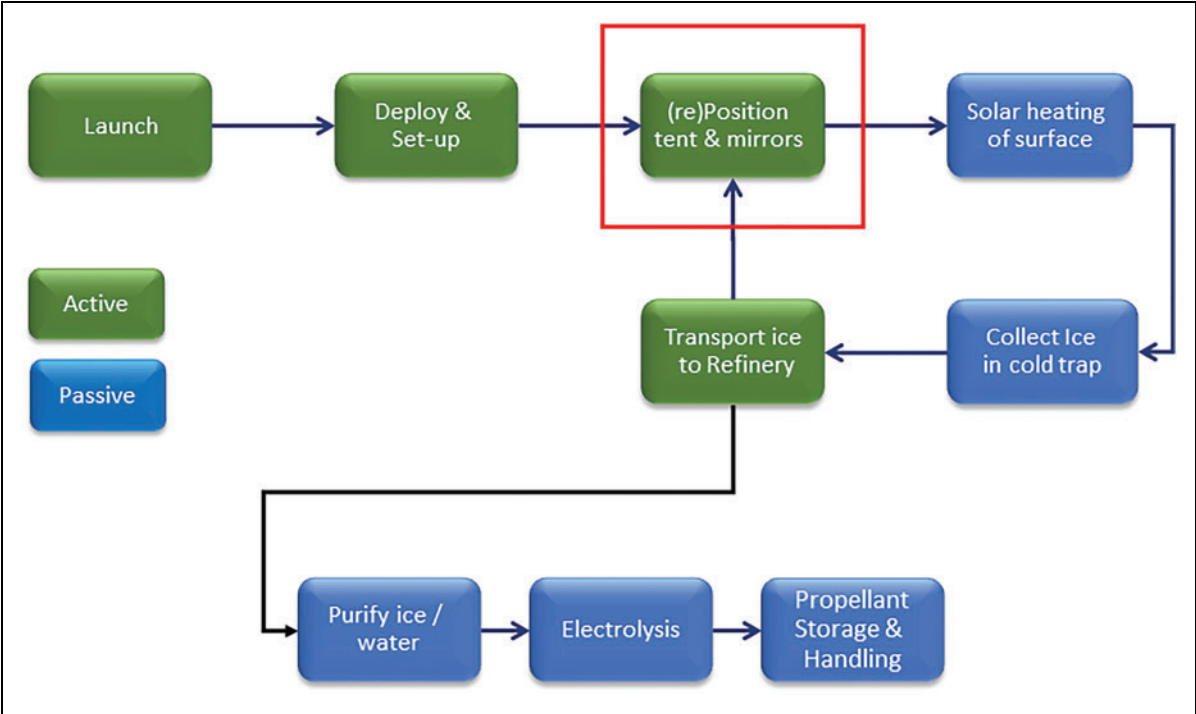 Launch
Deploy &
Set-up
(re)Position
tent & mirrors
Solar heating
of surface
Active
Passive
Transport ice
to Refinery
Collect Ice
in cold trap
Purify ice /
water
Electrolysis
Propellant
Storage &
Handling